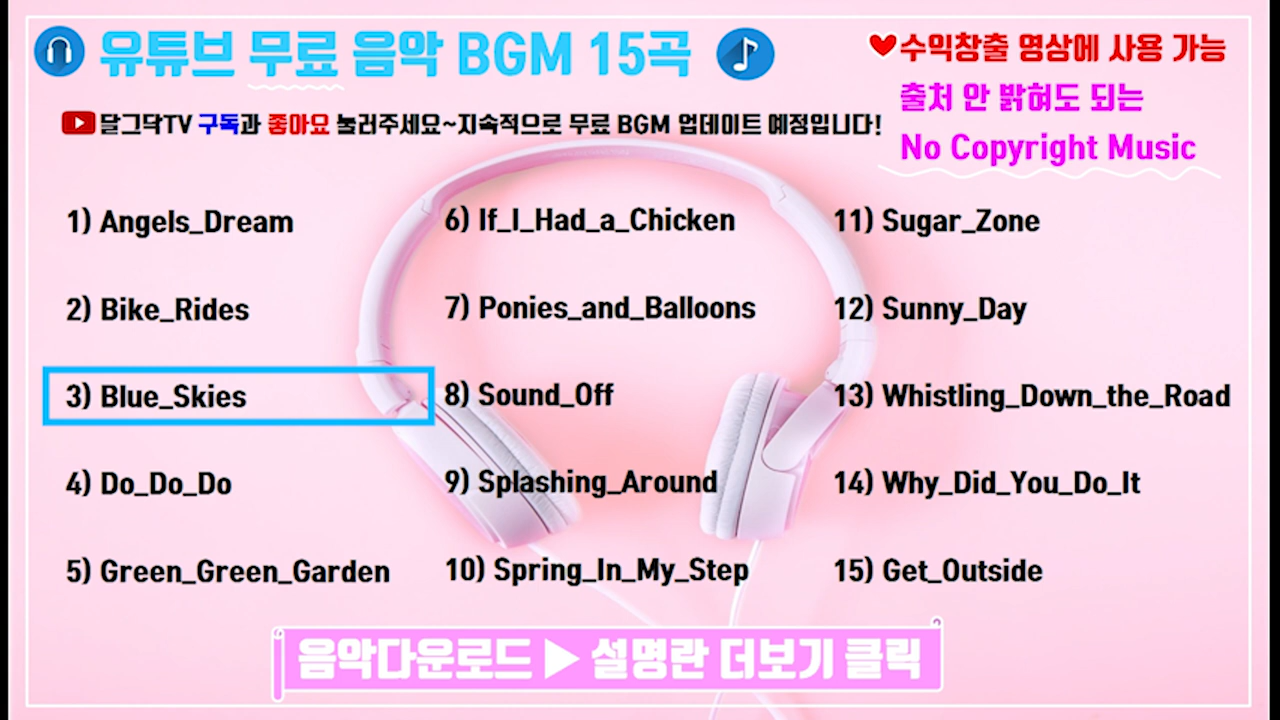 유튜브 무료 음악 BGM 15곡
❤수익창출 영상에 사용 가능
출처 안 밝혀도 되는
No Copyright Music
달그닥TV 구독과 좋아요 눌러주세요~지속적으로 무료 BGM 업데이트 예정입니다!
1) Angels_Dream
2) Bike_Rides
3) Blue_Skies
4) Do_Do_Do
5) Green_Green_Garden
6) If_I_Had_a_Chicken
7) Ponies_and_Balloons
8) Sound_Off
9) Splashing_Around
10) Spring_In_My_Step
11) Sugar_Zone
12) Sunny_Day
13) Whistling_Down_the_Road
14) Why_Did_You_Do_It
15) Get_Outside
음악다운로드▶설명란 더보기 클릭